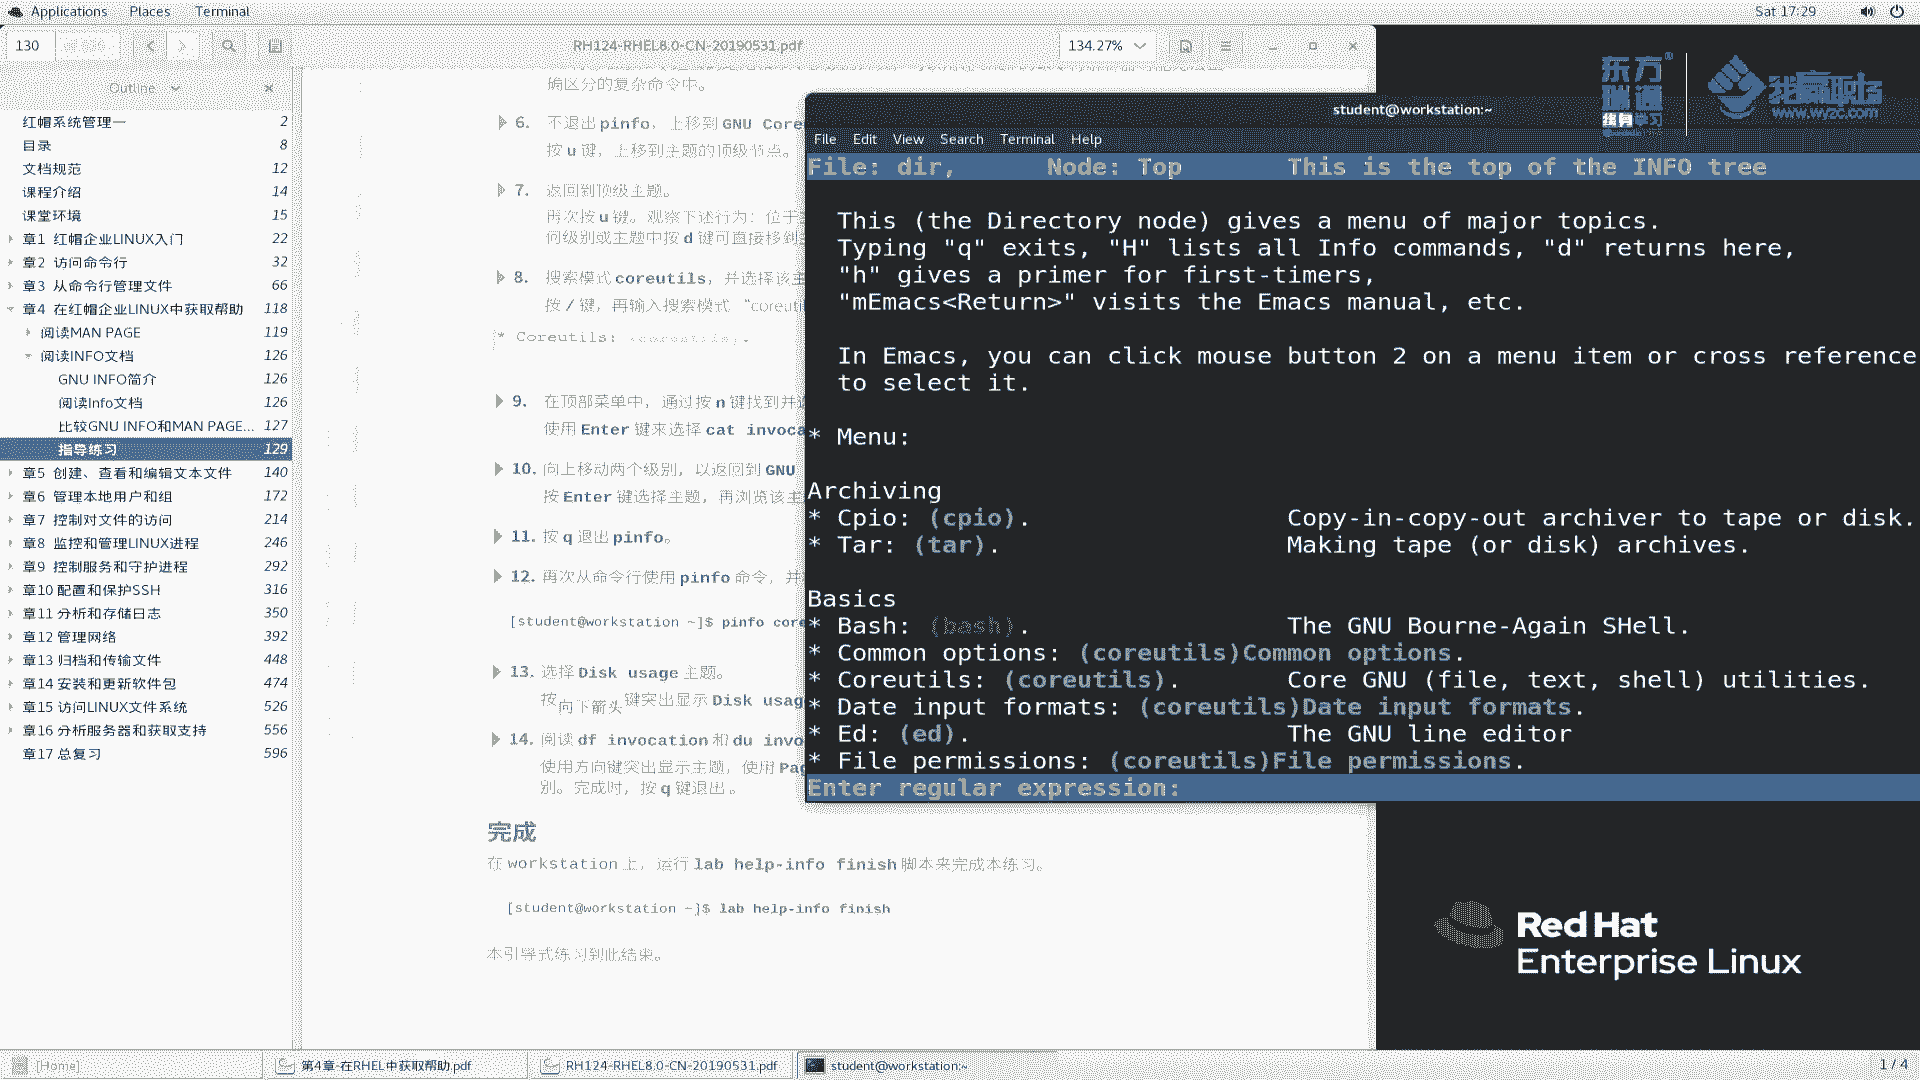 Applications Places Terminal
Sat 17:29
130
RH124-RHEL8.0-CN-20190531.pdf
134.27%
Outline
红帽系统管理一 2
目录 8
文档规范 12
课程介绍 14
课堂环境 15
章1 红帽企业LINUX入门 22
章2 访问命令行 32
章3 从命令行管理文件 66
章4 在红帽企业LINUX中获取帮助 118
阅读MAN PAGE 119
阅读INFO文档 126
GNU INFO简介 126
阅读Info文档 126
比较GNU INFO和MAN PAGE... 127
指导练习 129
章5 创建、查看和编辑文本文件 140
章6 管理本地用户和组 172
章7 控制对文件的访问 214
章8 监控和管理LINUX进程 246
章9 控制服务和守护进程 292
章10 配置和保护SSH 316
章11 分析和存储日志 350
章12 管理网络 392
章13 归档和传输文件 448
章14 安装和更新软件包 474
章15 访问LINUX文件系统 526
章16 分析服务器和获取支持 556
章17 总复习 596
确区分的复杂命令中。
6. 不退出 pinfo，上移到 GNU Core
按 u 键，上移到主题的顶级节点。
7. 返回到顶级主题。
再次按 u 键。观察下述行为：位于
何级别或主题中按 d 键可直接移到
8. 搜索模式 coreutils，并选择该主
按 / 键，再输入搜索模式 “coreuti
* Coreutils: (coreutils).
9. 在顶部菜单中，通过按 n 键找到并
使用 Enter 键来选择 cat invoca
10. 向上移动两个级别，以返回到 GNU
按 Enter 键选择主题，再浏览该主
11. 按 q 退出 pinfo。
12. 再次从命令行使用 pinfo 命令，并
[student@workstation ~]$ pinfo core
13. 选择 Disk usage 主题。
按向下箭头键突出显示 Disk usag
14. 阅读 df invocation 和 du invo
使用方向键突出显示主题，使用 Pag
别。完成时，按 q 键退出。
完成
在 workstation 上，运行 lab help-info finish 脚本来完成本练习。
[student@workstation ~]$ lab help-info finish
本引导式练习到此结束。
student@workstation:~
File Edit View Search Terminal Help
File: dir, Node: Top This is the top of the INFO tree
This (the Directory node) gives a menu of major topics.
Typing "q" exits, "H" lists all Info commands, "d" returns here,
"h" gives a primer for first-timers,
"mEmacs<Return>" visits the Emacs manual, etc.
In Emacs, you can click mouse button 2 on a menu item or cross reference
to select it.
* Menu:
Archiving
* Cpio: (cpio). Copy-in-copy-out archiver to tape or disk.
* Tar: (tar). Making tape (or disk) archives.
Basics
* Bash: (bash). The GNU Bourne-Again SHell.
* Common options: (coreutils)Common options.
* Coreutils: (coreutils). Core GNU (file, text, shell) utilities.
* Date input formats: (coreutils)Date input formats.
* Ed: (ed). The GNU line editor
* File permissions: (coreutils)File permissions.
Enter regular expression:
东方
瑞通
终身学习
我赢职场
www.wyzc.com
Red Hat
Enterprise Linux
[Home]
第4章-在RHEL中获取帮助.pdf
RH124-RHEL8.0-CN-20190531.pdf
student@workstation:~
1 / 4